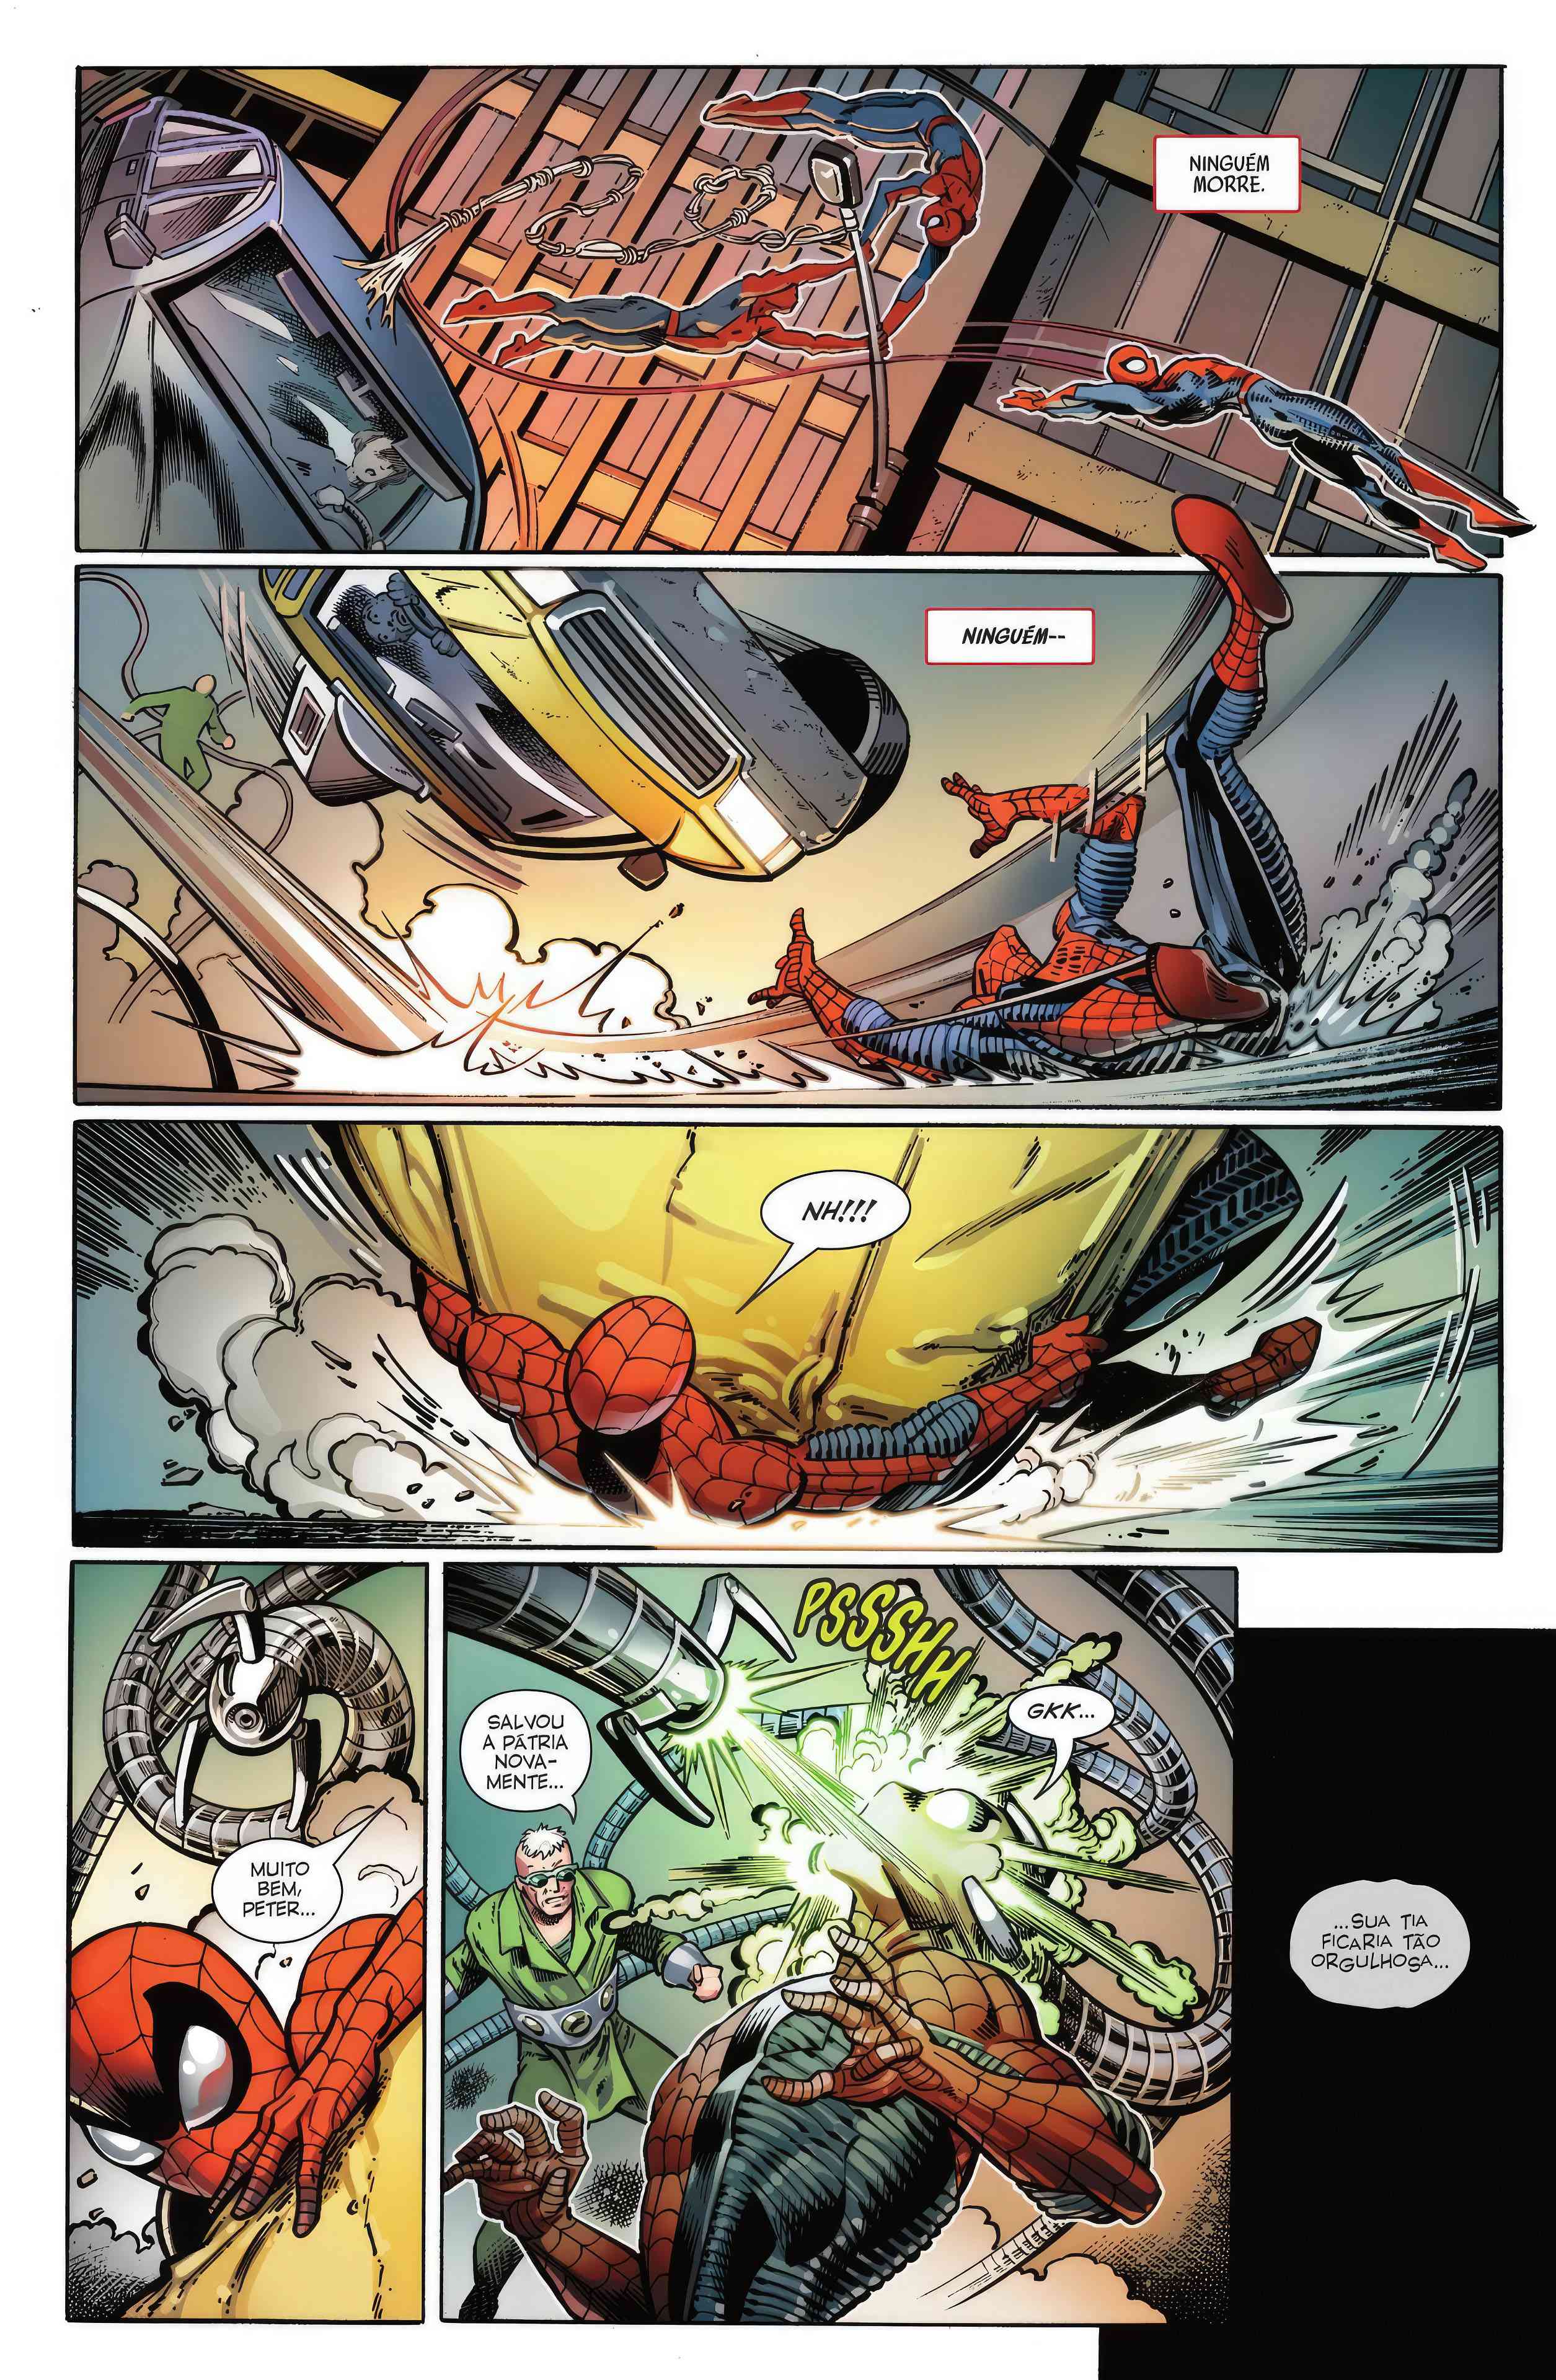 NINGUÉM
MORRE.
NINGUÉM--
NH!!!
MUITO
BEM,
PETER...
SALVOU
A PÁTRIA
NOVA-
MENTE...
PSSSHH
GKK...
...SUA TIA
FICARIA TÃO
ORGULHOSA...